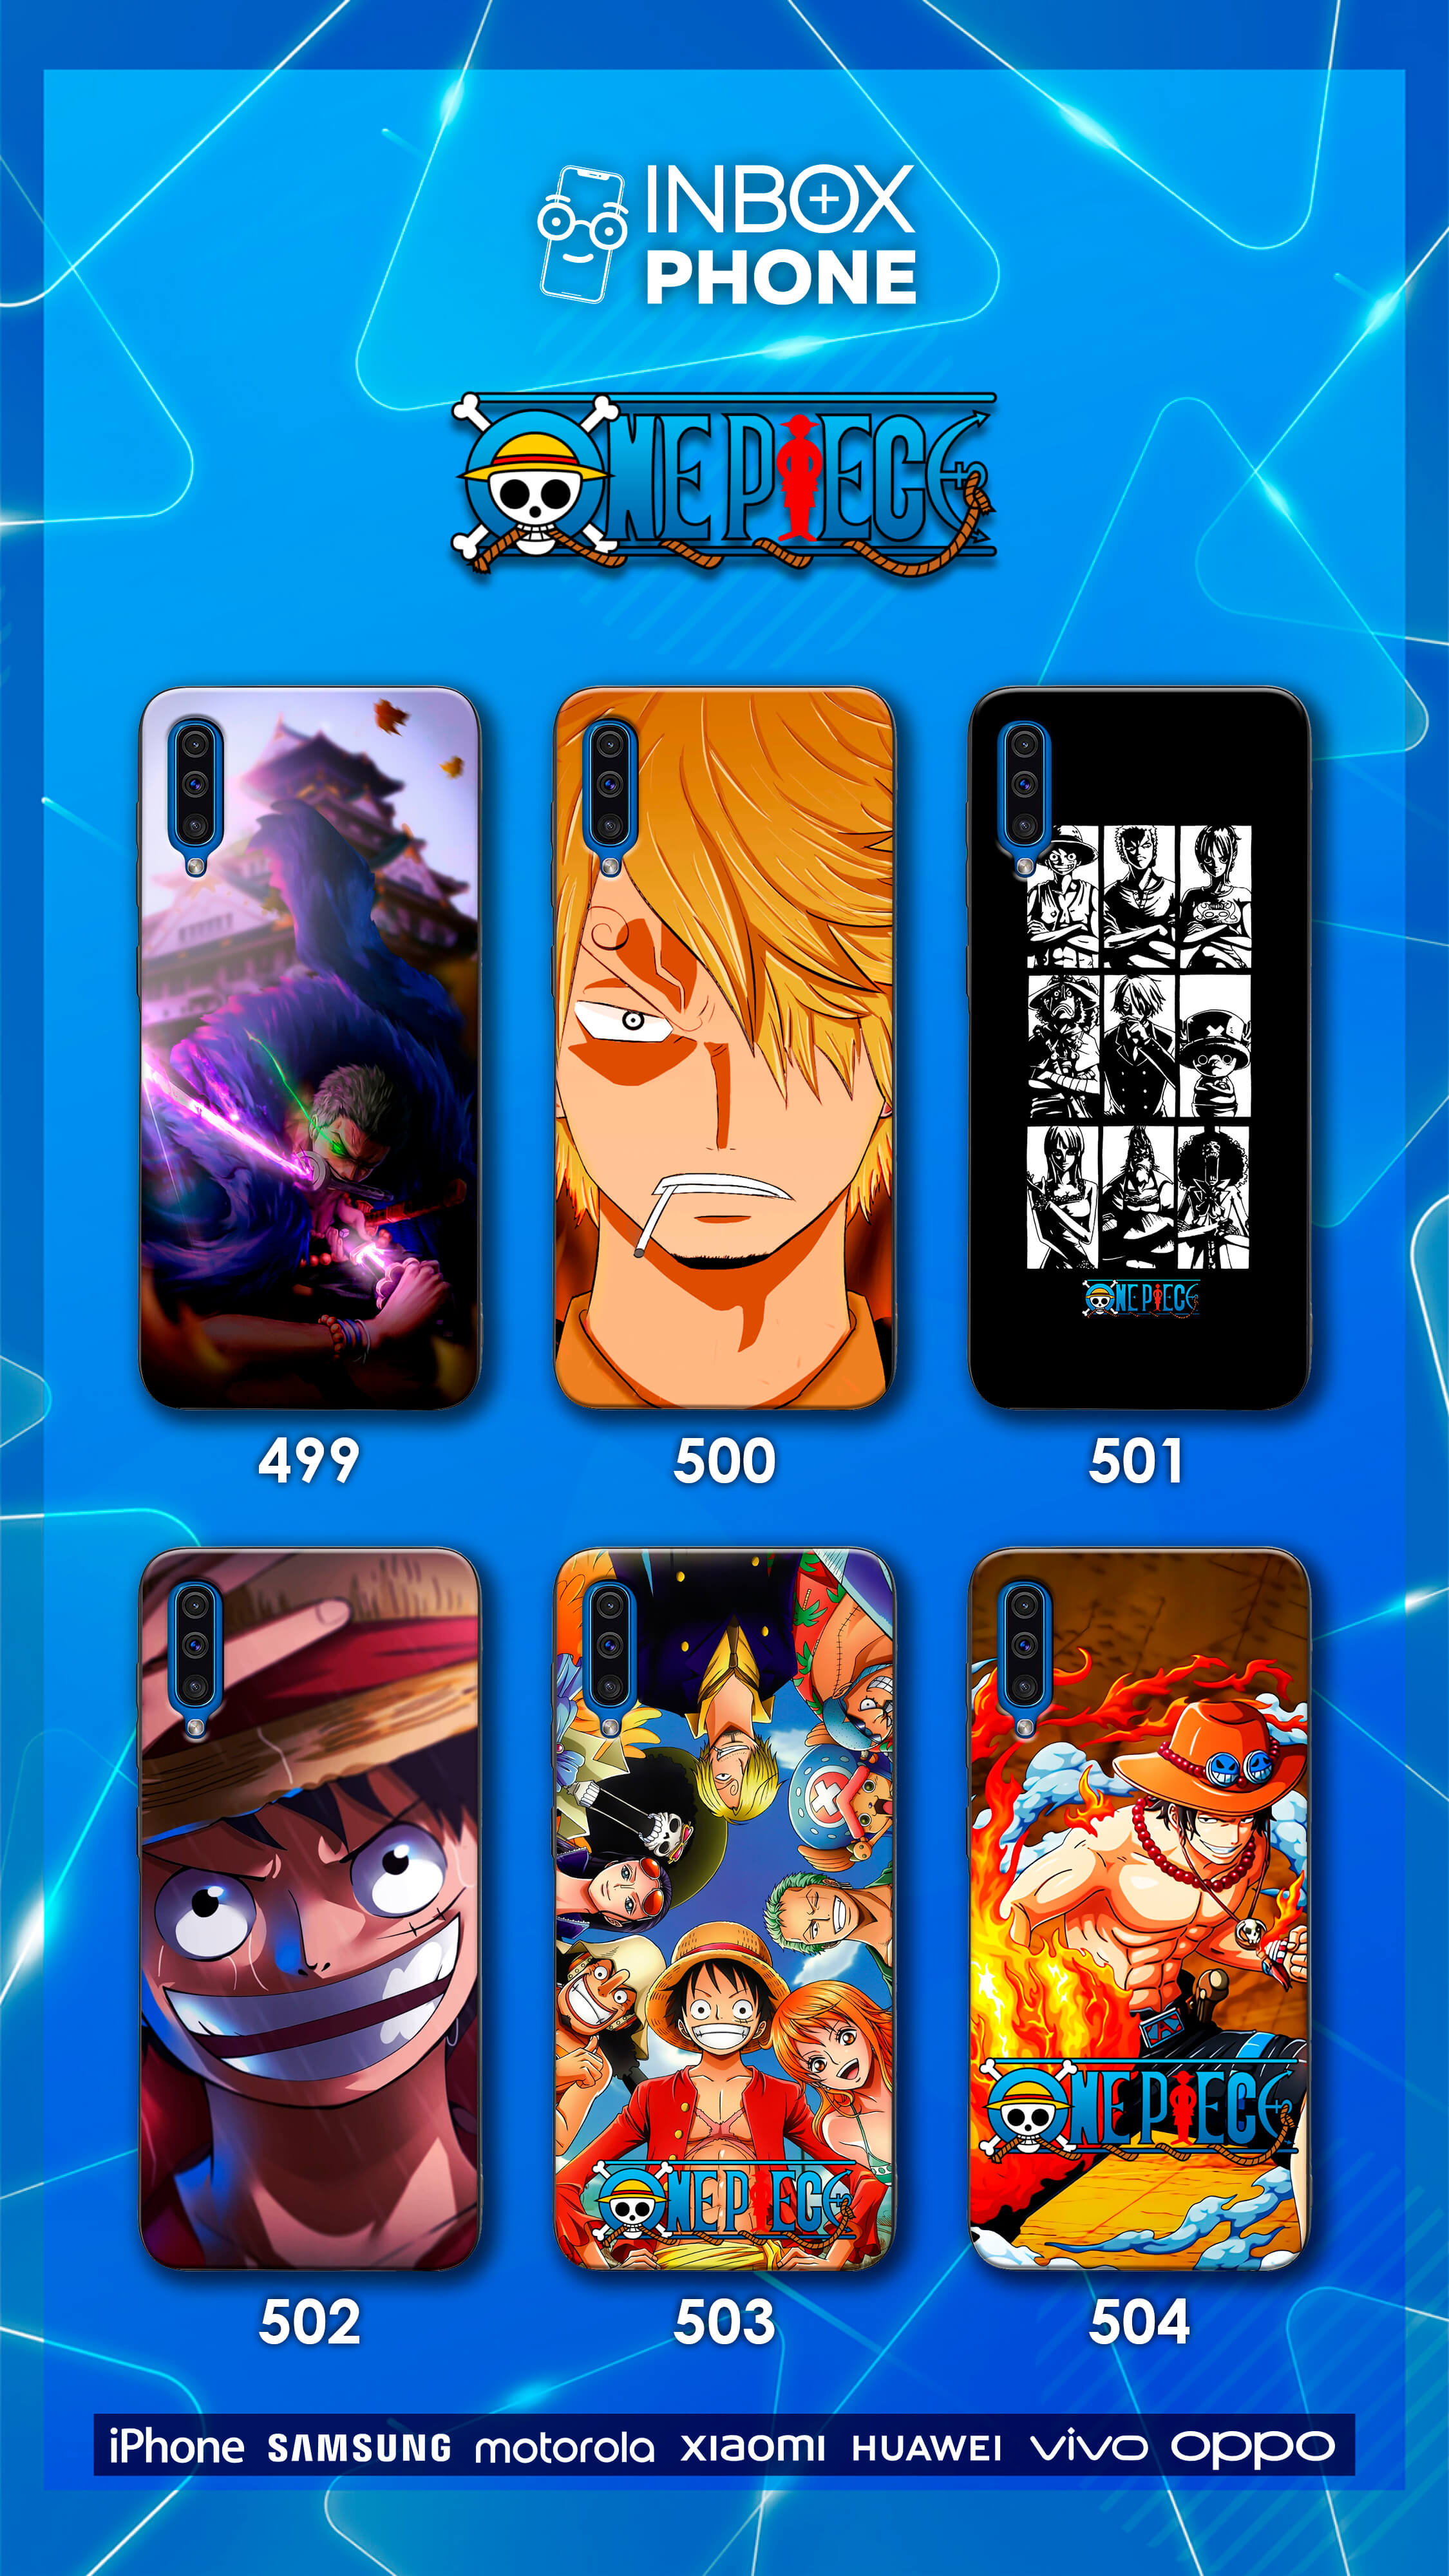 INBOX
PHONE
ONE PIECE
499 500 501
ONE PIECE
502 503 504
ONE PIECE
ONE PIECE
iPhone SAMSUNG motorola xiaomi HUAWEI vivo oppo